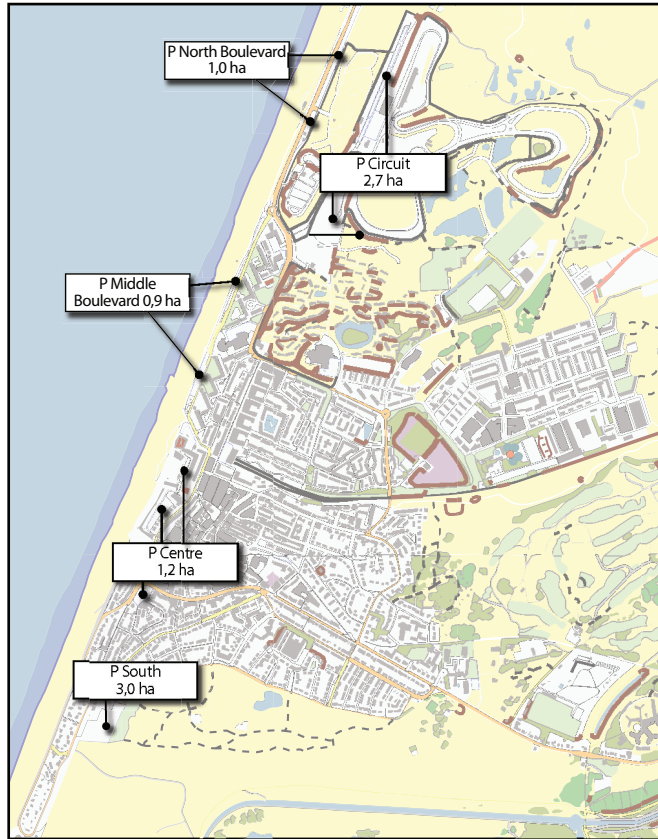 P North Boulevard
1,0 ha
P Circuit
2,7 ha
P Middle
Boulevard 0,9 ha
P Centre
1,2 ha
P South
3,0 ha